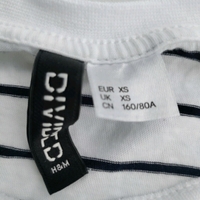 DIVIDED
H&M
EUR XS
UK XS
CN 160/80A